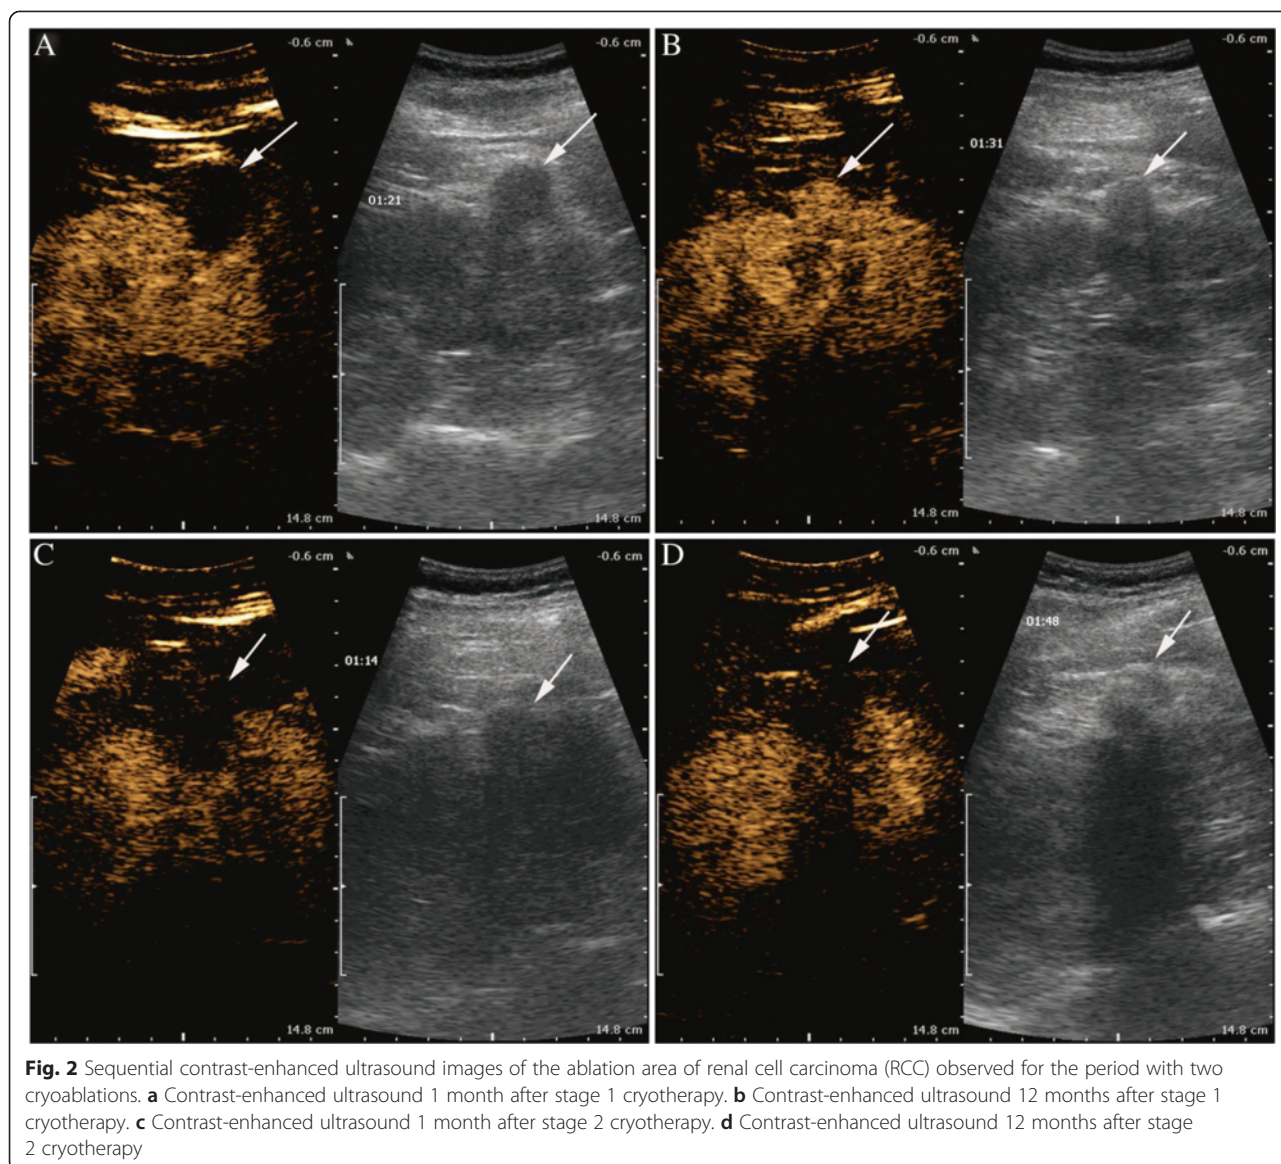 A
-0.6 cm
-0.6 cm
01:21
14.8 cm
14.8 cm
B
-0.6 cm
-0.6 cm
01:31
14.8 cm
14.8 cm
C
-0.6 cm
-0.6 cm
01:14
14.8 cm
14.8 cm
D
-0.6 cm
-0.6 cm
01:48
14.8 cm
14.8 cm
Fig. 2 Sequential contrast-enhanced ultrasound images of the ablation area of renal cell carcinoma (RCC) observed for the period with two
cryoablations. a Contrast-enhanced ultrasound 1 month after stage 1 cryotherapy. b Contrast-enhanced ultrasound 12 months after stage 1
cryotherapy. c Contrast-enhanced ultrasound 1 month after stage 2 cryotherapy. d Contrast-enhanced ultrasound 12 months after stage
2 cryotherapy